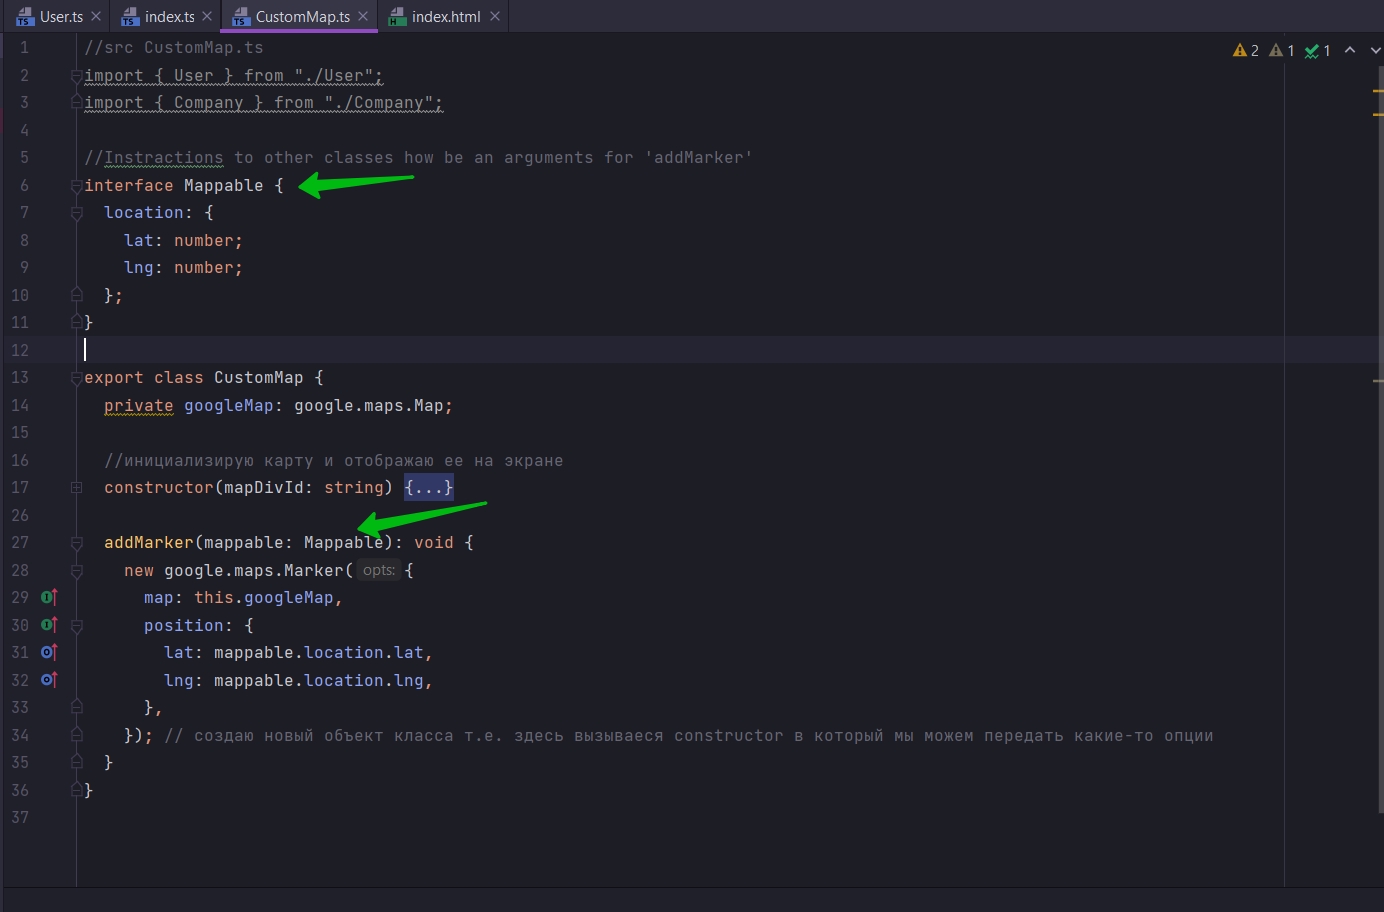 User.ts index.ts CustomMap.ts index.html
1 //src CustomMap.ts
2 1 1
2 import { User } from "./User";
3 import { Company } from "./Company";
4
5 //Instractions to other classes how be an arguments for 'addMarker'
6 interface Mappable {
7 location: {
8 lat: number;
9 lng: number;
10 };
11 }
12
13 export class CustomMap {
14 private googleMap: google.maps.Map;
15
16 //инициализирую карту и отображаю ее на экране
17 constructor(mapDivId: string) {...}
26
27 addMarker(mappable: Mappable): void {
28 new google.maps.Marker( opts: {
29 map: this.googleMap,
30 position: {
31 lat: mappable.location.lat,
32 lng: mappable.location.lng,
33 },
34 }); // создаю новый объект класса т.е. здесь вызываеся constructor в который мы можем передать какие-то опции
35 }
36 }
37